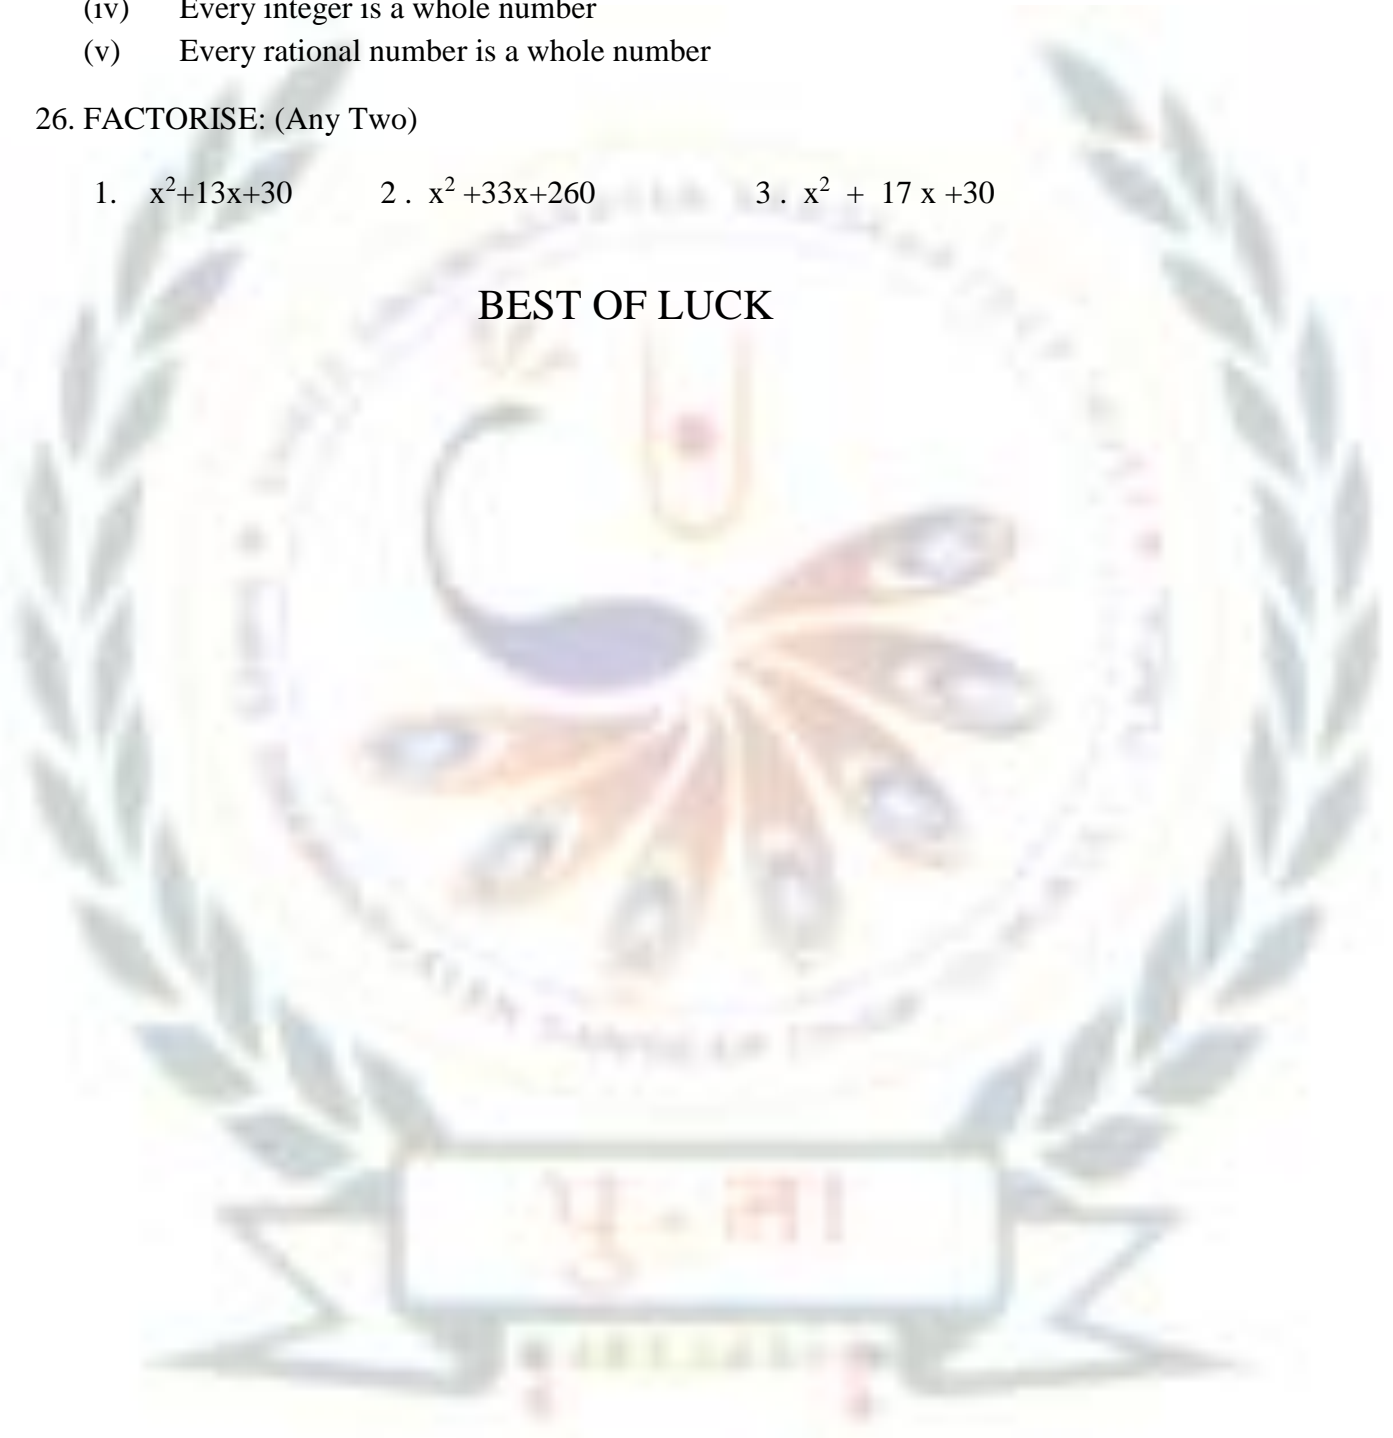 (iv) Every integer is a whole number
(v) Every rational number is a whole number
26. FACTORISE: (Any Two)
1. x²+13x+30 2 . x² +33x+260 3 . x² + 17 x +30
BEST OF LUCK